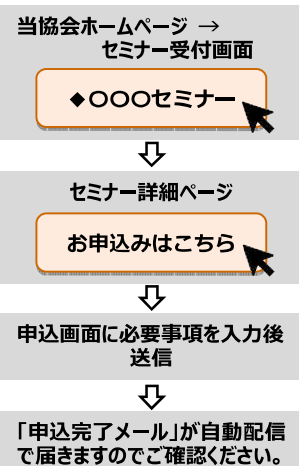 当協会ホームページ →
セミナー受付画面
◆〇〇〇セミナー
セミナー詳細ページ
お申込みはこちら
申込画面に必要事項を入力後
送信
「申込完了メール」が自動配信
で届きますのでご確認ください。